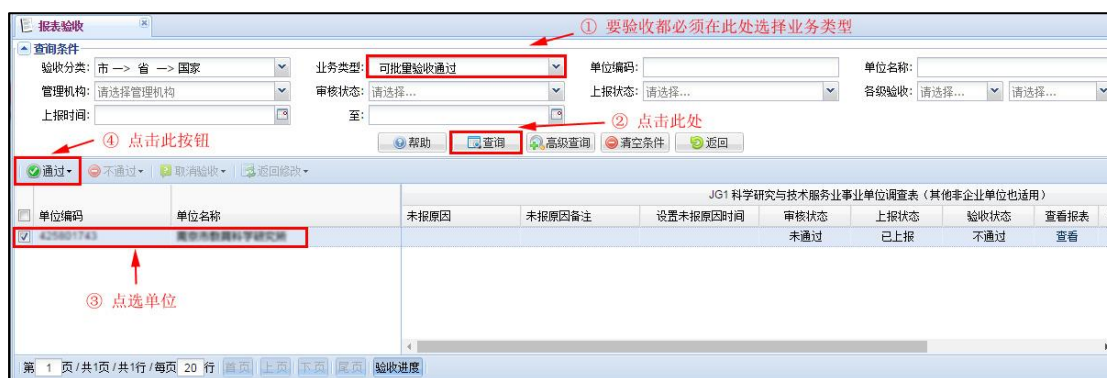 报表验收
① 要验收都必须在此处选择业务类型
查询条件
验收分类: 市 —> 省 —> 国家 业务类型: 可批量验收通过 单位编码: 单位名称:
管理机构: 请选择管理机构 审核状态: 请选择... 上报状态: 请选择... 各级验收: 请选择... 请选择...
上报时间: 至:
② 点击此处
④ 点击此按钮
帮助 查询 高级查询 清空条件 返回
通过 不通过 取消验收 返回修改
JG1 科学研究与技术服务业事业单位调查表(其他非企业单位也适用)
单位编码 单位名称 未报原因 未报原因备注 设置未报原因时间 审核状态 上报状态 验收状态 查看报表
未通过 已上报 不通过 查看
③ 点选单位
第 1 页/共1页/共1行/每页 20 行 首页 上页 下页 尾页 验收进度